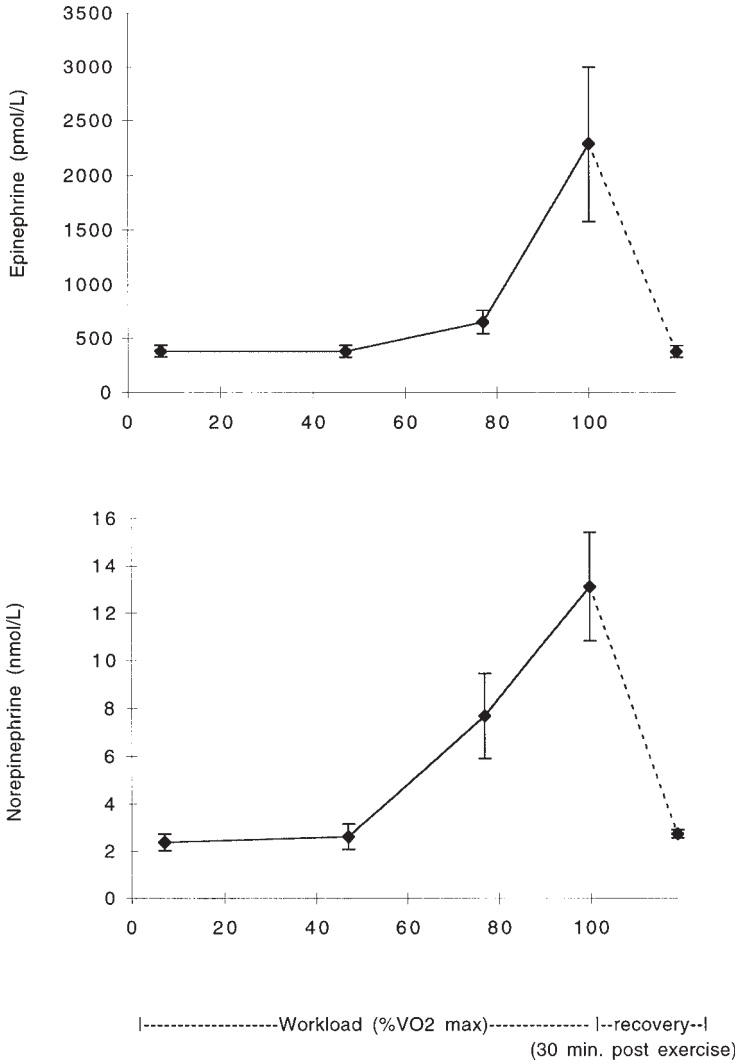 3500
3000
2500
2000
1500
1000
500
0
Epinephrine (pmol/L)
0 20 40 60 80 100
16
14
12
10
8
6
4
2
0
Norepinephrine (nmol/L)
0 20 40 60 80 100
|-----------------Workload (%VO2 max)------------ |--recovery--|
(30 min. post exercise)